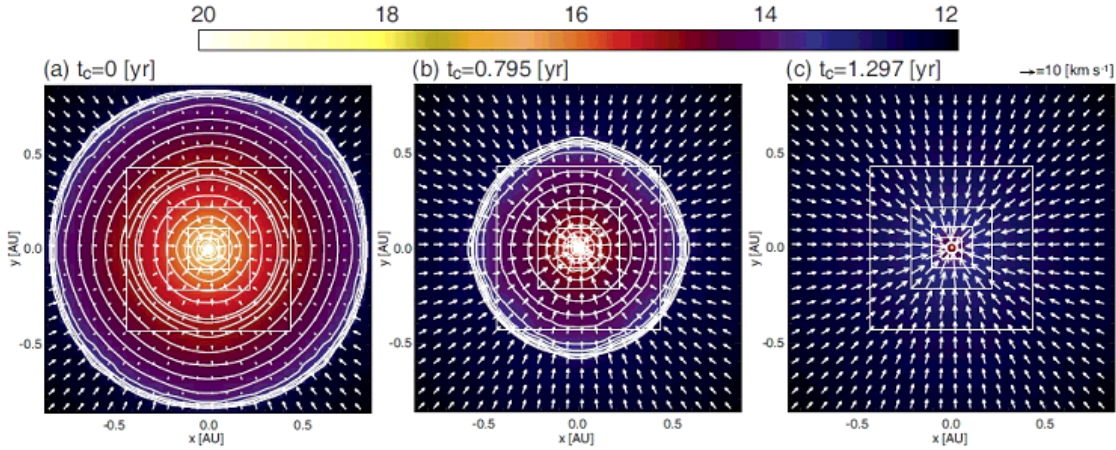 20 18 16 14 12
(a) t_c=0 [yr] (b) t_c=0.795 [yr] (c) t_c=1.297 [yr] →=10 [km s⁻¹]
0.5 0.5 0.5
y [AU] 0.0 y [AU] 0.0 y [AU] 0.0
-0.5 -0.5 -0.5
-0.5 0.0 0.5 -0.5 0.0 0.5 -0.5 0.0 0.5
x [AU] x [AU] x [AU]